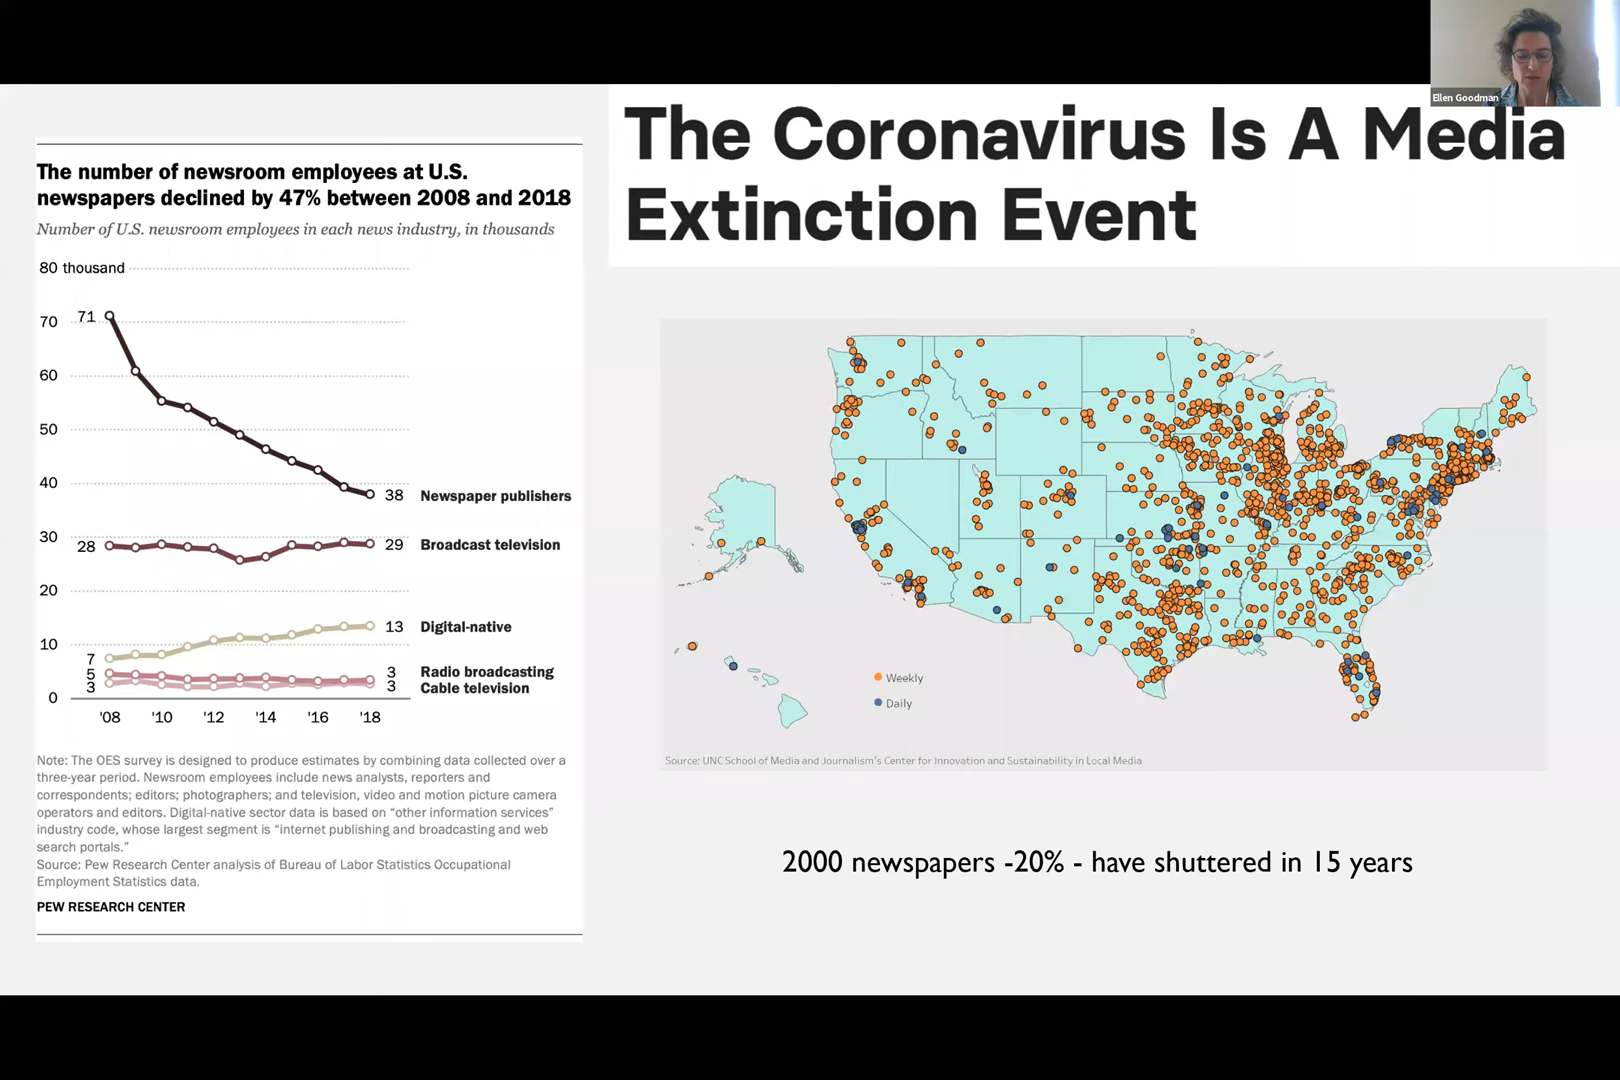 Ellen Goodman
The Coronavirus Is A Media
Extinction Event
The number of newsroom employees at U.S.
newspapers declined by 47% between 2008 and 2018
Number of U.S. newsroom employees in each news industry, in thousands
80 thousand
71
70
60
50
40
38 Newspaper publishers
30
28
29 Broadcast television
20
13 Digital-native
10
7
5
3
3 Radio broadcasting
3 Cable television
0
'08 '10 '12 '14 '16 '18
Note: The OES survey is designed to produce estimates by combining data collected over a
three-year period. Newsroom employees include news analysts, reporters and
correspondents; editors; photographers; and television, video and motion picture camera
operators and editors. Digital-native sector data is based on “other information services”
industry code, whose largest segment is “internet publishing and broadcasting and web
search portals.”
Source: Pew Research Center analysis of Bureau of Labor Statistics Occupational
Employment Statistics data.
PEW RESEARCH CENTER
Weekly
Daily
Source: UNC School of Media and Journalism's Center for Innovation and Sustainability in Local Media
2000 newspapers -20% - have shuttered in 15 years